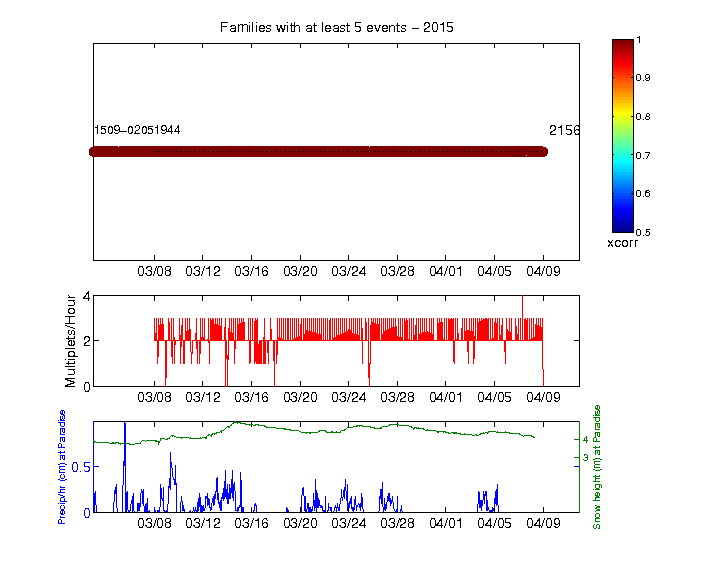 Families with at least 5 events − 2015
1509−02051944
2156
03/08 03/12 03/16 03/20 03/24 03/28 04/01 04/05 04/09
1
0.9
0.8
0.7
0.6
0.5
xcorr
Multiplets/Hour
4
2
0
03/08 03/12 03/16 03/20 03/24 03/28 04/01 04/05 04/09
Precip/hr (cm) at Paradise
0.5
0
4
3
Snow height (m) at Paradise
03/08 03/12 03/16 03/20 03/24 03/28 04/01 04/05 04/09